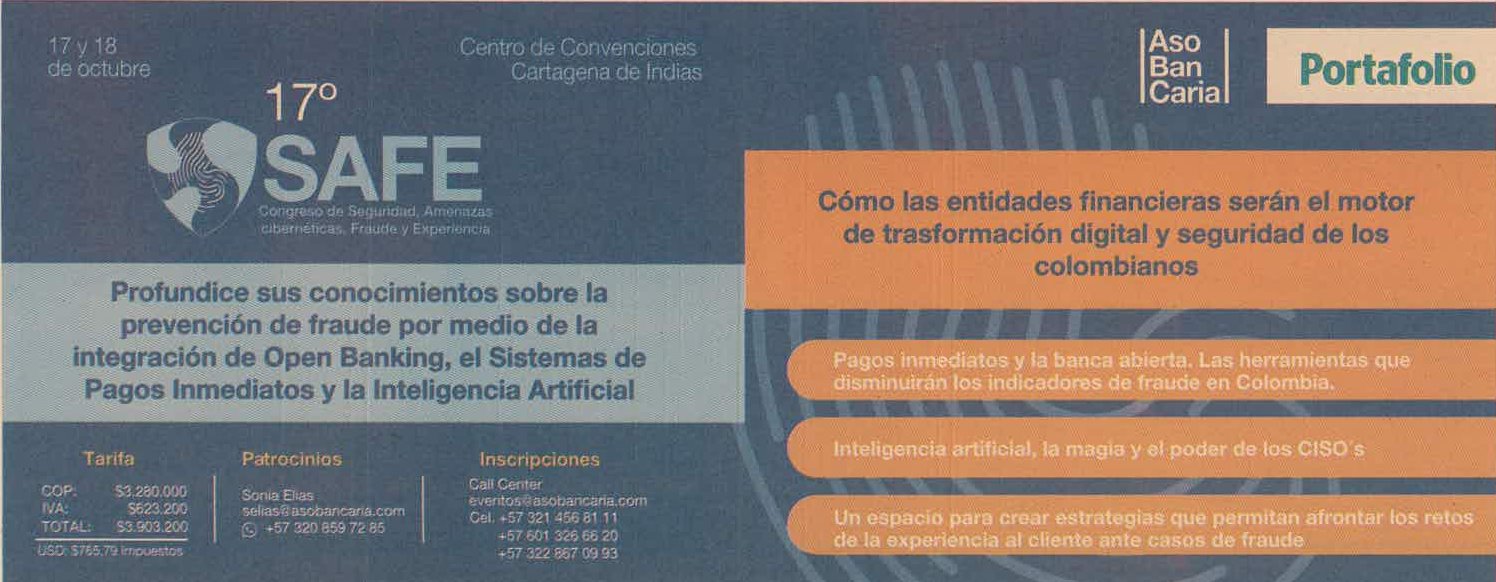 17 y 18
de octubre
Centro de Convenciones
Cartagena de Indias
17º
SAFE
Congreso de Seguridad, Amenazas
cibernéticas, Fraude y Experiencia
Profundice sus conocimientos sobre la
prevención de fraude por medio de la
integración de Open Banking, el Sistemas de
Pagos Inmediatos y la Inteligencia Artificial
Tarifa
COP: $3.280.000
IVA: $623.200
TOTAL: $3.903.200
USD: $765,79 impuestos
Patrocinios
Sonia Elias
selias@asobancaria.com
+57 320 859 72 85
Inscripciones
Call Center
eventos@asobancaria.com
Cel. +57 321 456 81 11
+57 601 326 66 20
+57 322 867 09 93
Aso
Ban
Caria
Portafolio
Cómo las entidades financieras serán el motor
de trasformación digital y seguridad de los
colombianos
Pagos inmediatos y la banca abierta. Las herramientas que
disminuirán los indicadores de fraude en Colombia.
Inteligencia artificial, la magia y el poder de los CISO´s
Un espacio para crear estrategias que permitan afrontar los retos
de la experiencia al cliente ante casos de fraude